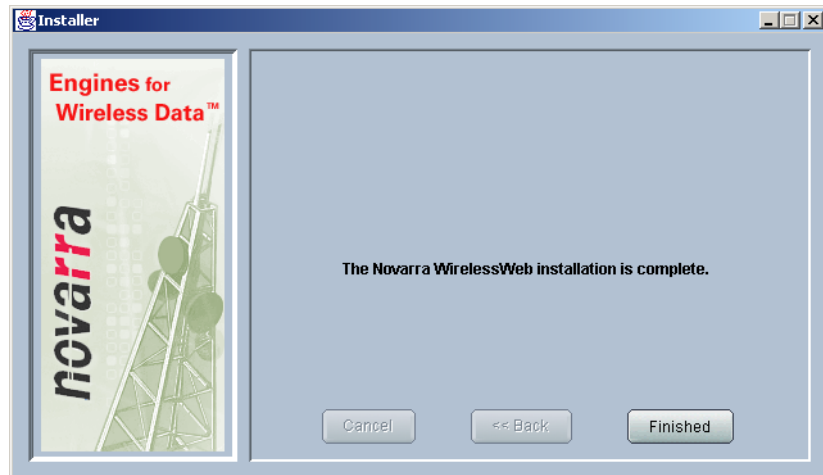 Installer
Engines for
Wireless Data™
novarra
The Novarra WirelessWeb installation is complete.
Cancel
<< Back
Finished